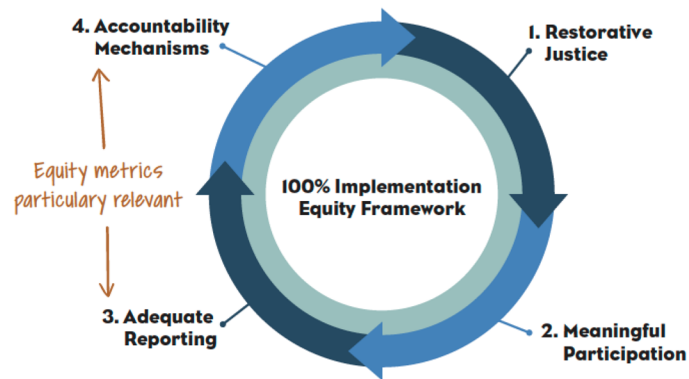 4. Accountability
Mechanisms
1. Restorative
Justice
Equity metrics
particulary relevant
100% Implementation
Equity Framework
3. Adequate
Reporting
2. Meaningful
Participation